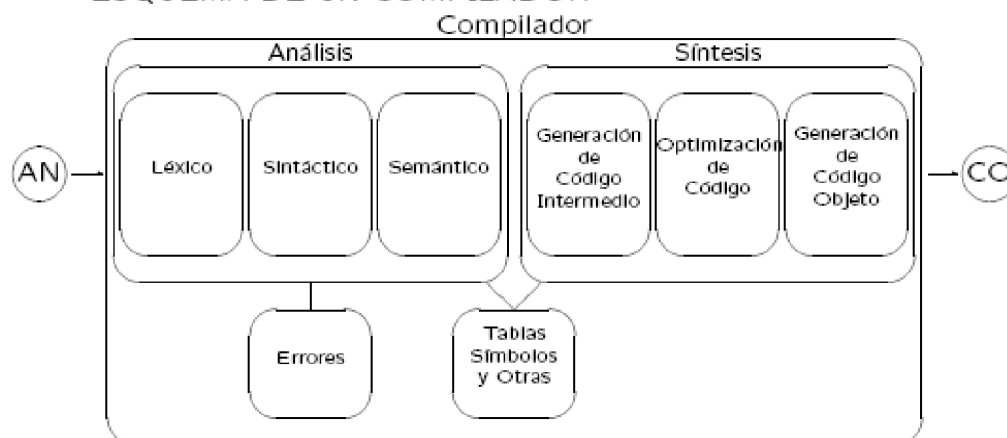 Compilador
Análisis
Síntesis
AN
Léxico
Sintáctico
Semántico
Generación
de
Código
Intermedio
Optimización
de
Código
Generación
de
Código
Objeto
CO
Errores
Tablas
Símbolos
y Otras